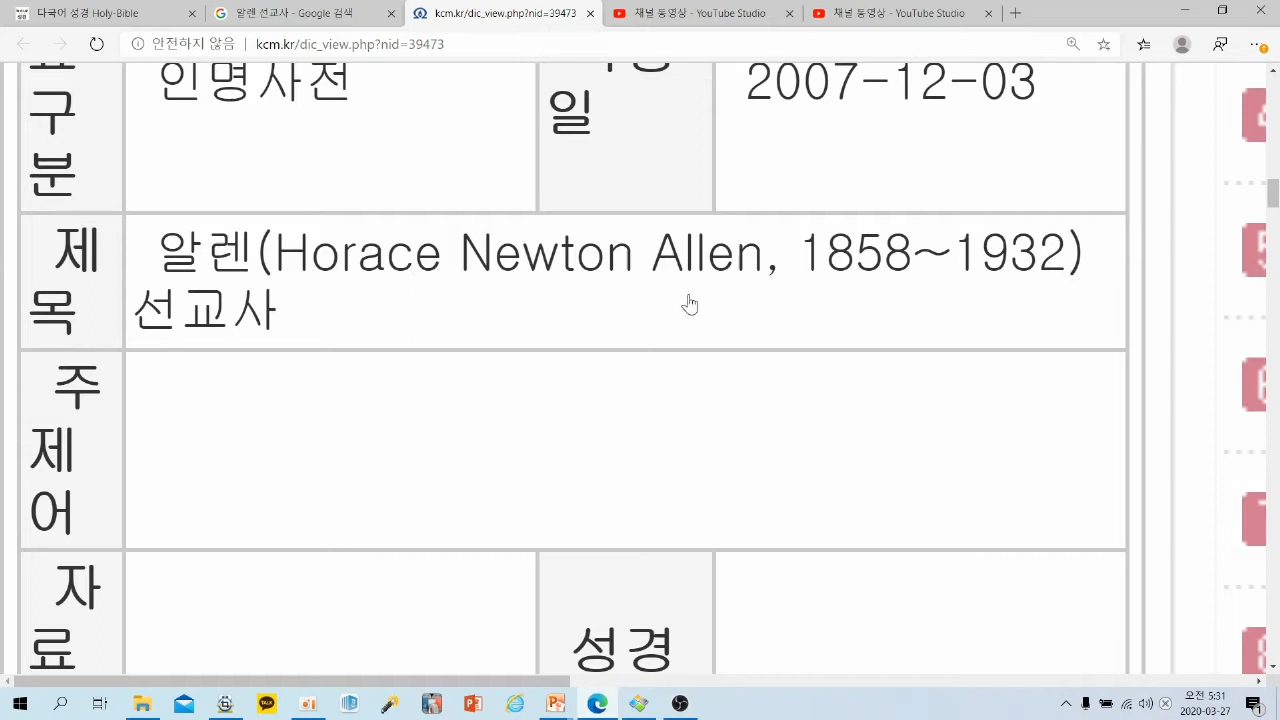 다국어 성경 Holy Bible
알렌 선교사 - Google 검색
kcm.kr/dic_view.php?nid=39473
채널 동영상 - YouTube Studio
채널 동영상 - YouTube Studio
안전하지 않음
kcm.kr/dic_view.php?nid=39473
구
분
인명사전
일
2007-12-03
제
목
알렌(Horace Newton Allen, 1858~1932)
선교사
주
제
어
자
료
성경
TALK
오전 5:31
2020-03-27